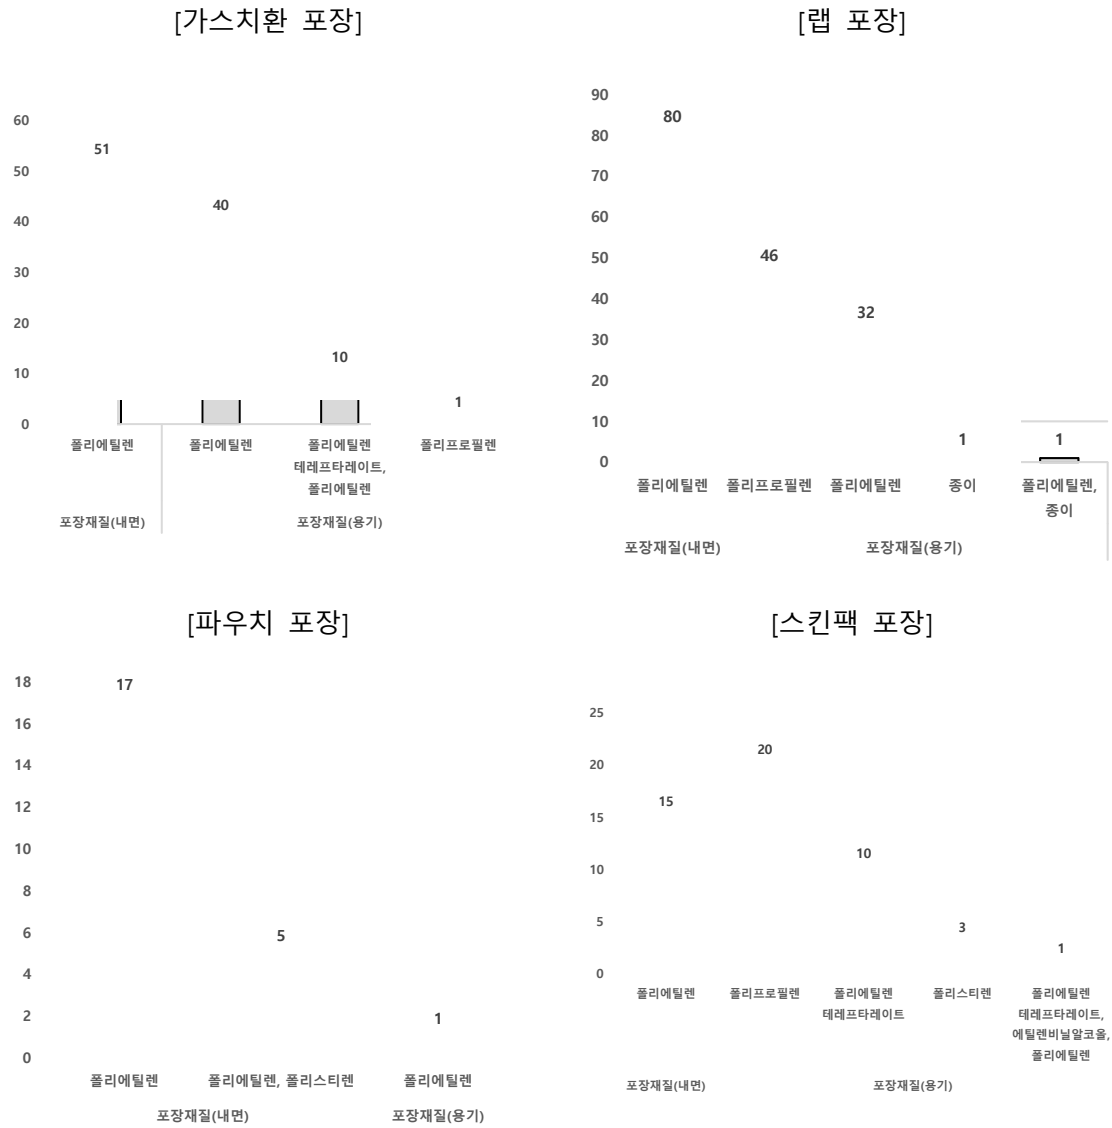 [가스치환 포장]
60
50
40
30
20
10
0
51
40
10
1
폴리에틸렌
폴리에틸렌
폴리에틸렌
테레프타레이트,
폴리에틸렌
폴리프로필렌
포장재질(내면)
포장재질(용기)
[랩 포장]
90
80
70
60
50
40
30
20
10
0
80
46
32
1
1
폴리에틸렌
폴리프로필렌
폴리에틸렌
종이
폴리에틸렌,
종이
포장재질(내면)
포장재질(용기)
[파우치 포장]
18
16
14
12
10
8
6
4
2
0
17
5
1
폴리에틸렌
폴리에틸렌, 폴리스티렌
폴리에틸렌
포장재질(내면)
포장재질(용기)
[스킨팩 포장]
25
20
15
10
5
0
15
20
10
3
1
폴리에틸렌
폴리프로필렌
폴리에틸렌
테레프타레이트
폴리스티렌
폴리에틸렌
테레프타레이트,
에틸렌비닐알코올,
폴리에틸렌
포장재질(내면)
포장재질(용기)